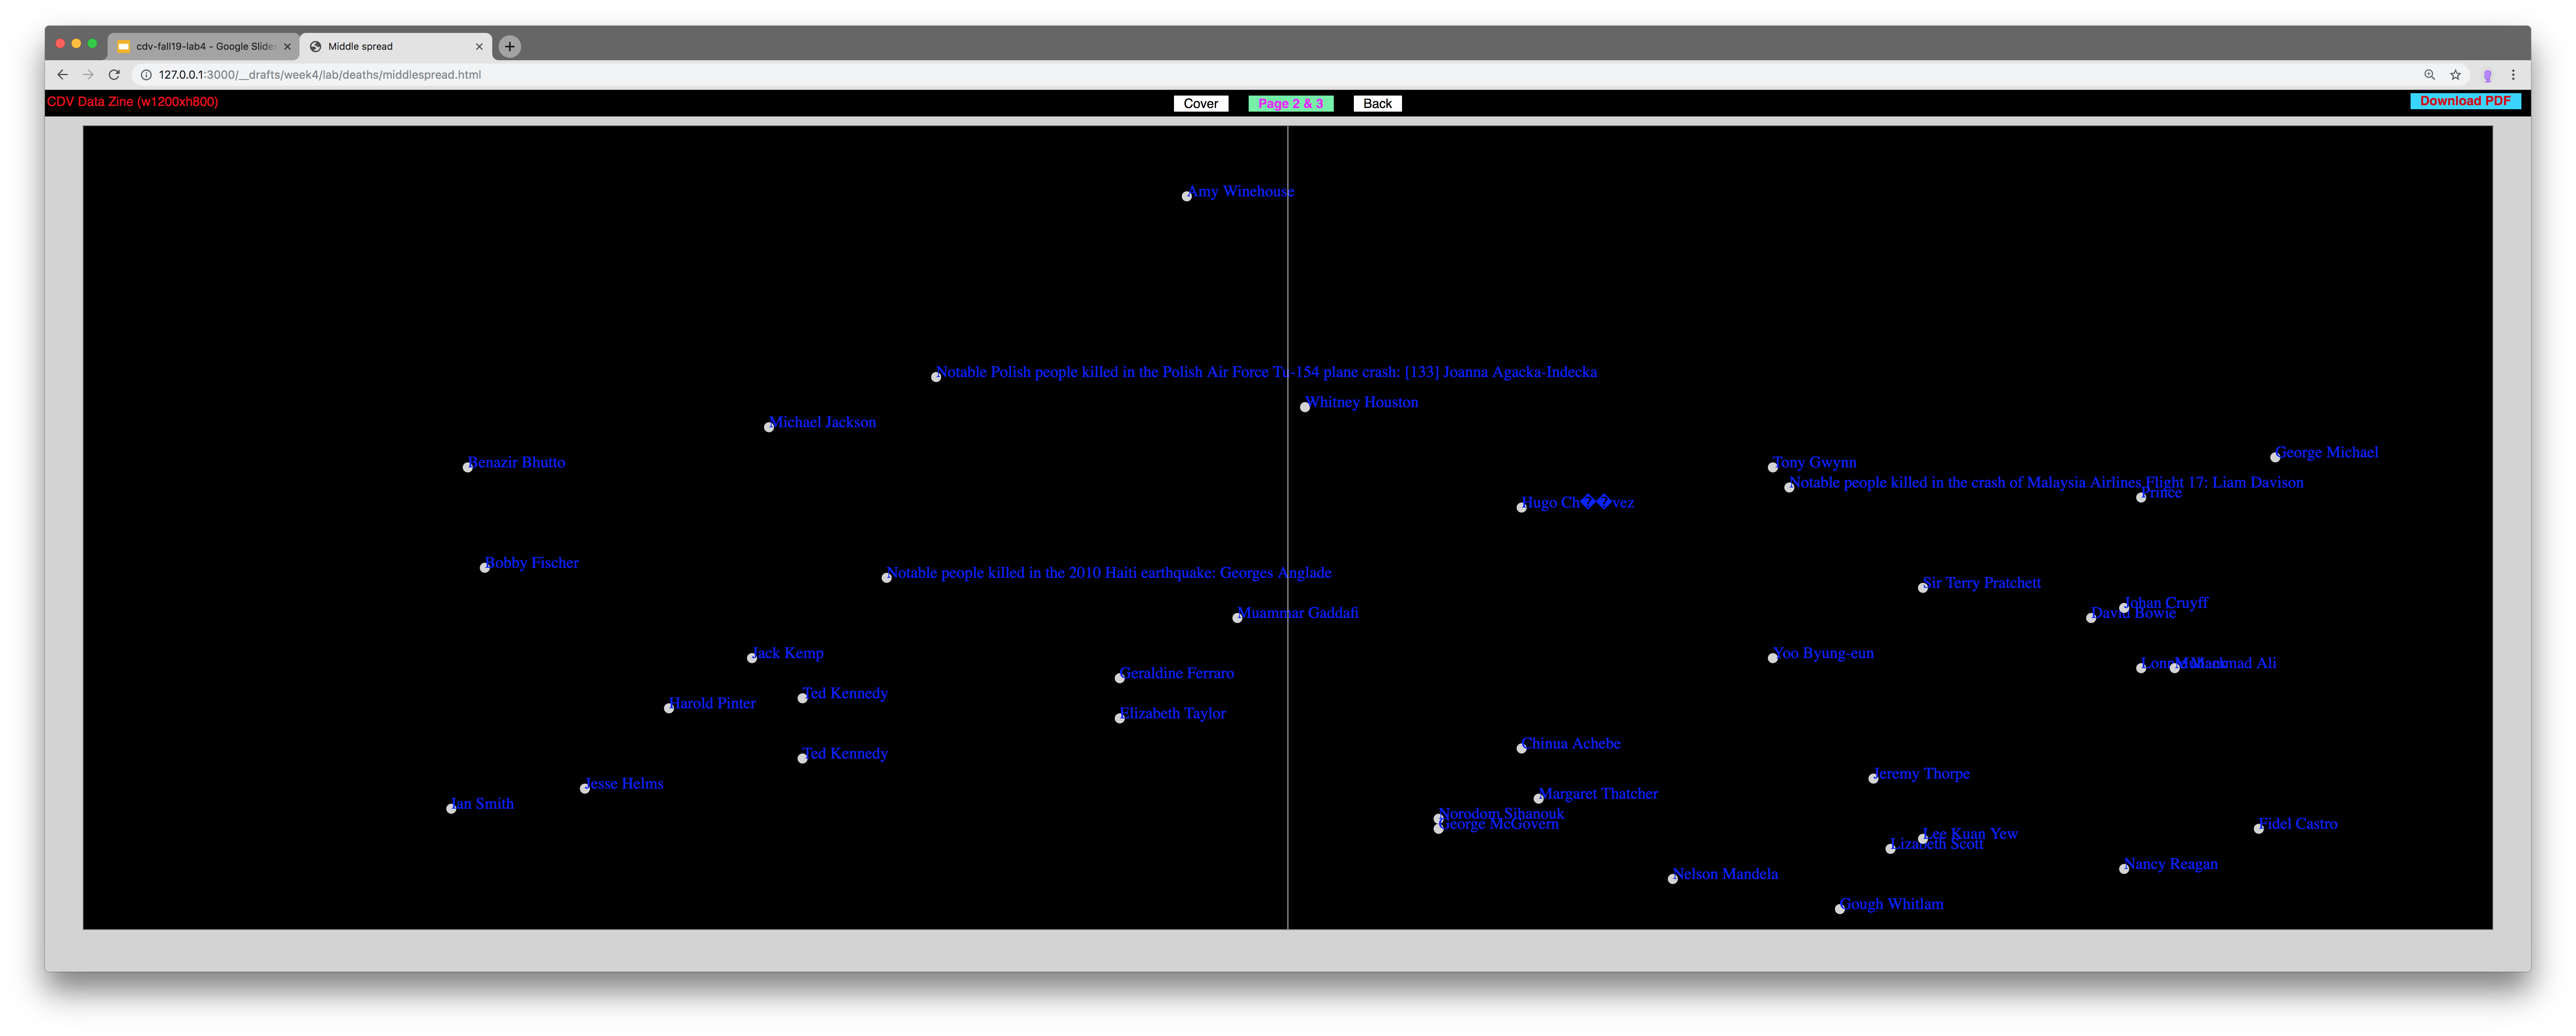 cdv-fall19-lab4 - Google Slide
Middle spread
127.0.0.1:3000/__drafts/week4/lab/deaths/middlespread.html
CDV Data Zine (w1200xh800)
Cover
Page 2 & 3
Back
Download PDF
Amy Winehouse
Notable Polish people killed in the Polish Air Force Tu-154 plane crash: [133] Joanna Agacka-Indecka
Whitney Houston
Michael Jackson
George Michael
Benazir Bhutto
Tony Gwynn
Notable people killed in the crash of Malaysia Airlines Flight 17: Liam Davison
Prince
Hugo Ch��vez
Bobby Fischer
Notable people killed in the 2010 Haiti earthquake: Georges Anglade
Sir Terry Pratchett
Johan Cruyff
Muammar Gaddafi
David Bowie
Jack Kemp
Yoo Byung-eun
Lonnie Mack
Muhammad Ali
Geraldine Ferraro
Ted Kennedy
Harold Pinter
Elizabeth Taylor
Chinua Achebe
Ted Kennedy
Jeremy Thorpe
Jesse Helms
Margaret Thatcher
Ian Smith
Norodom Sihanouk
George McGovern
Fidel Castro
Lee Kuan Yew
Lizabeth Scott
Nancy Reagan
Nelson Mandela
Gough Whitlam